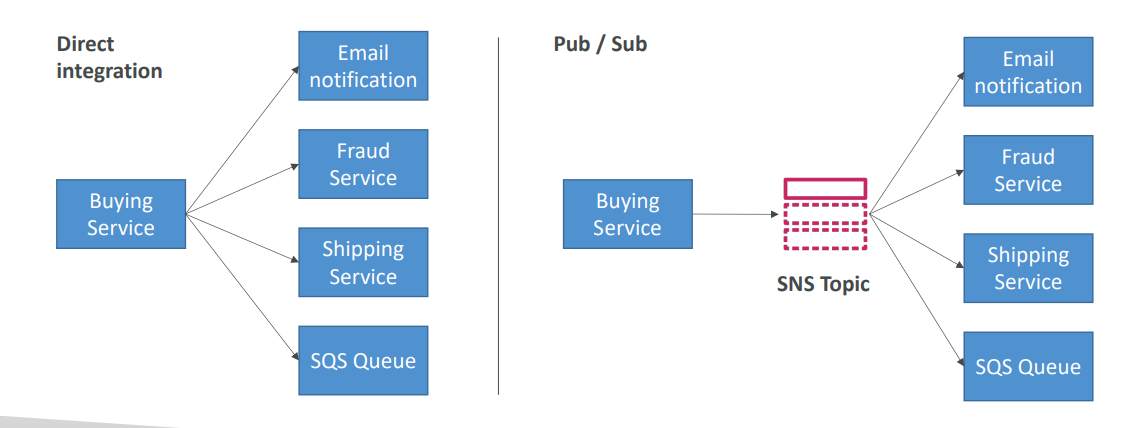 Direct
integration
Email
notification
Fraud
Service
Buying
Service
Shipping
Service
SQS Queue
Pub / Sub
Buying
Service
SNS Topic
Email
notification
Fraud
Service
Shipping
Service
SQS Queue